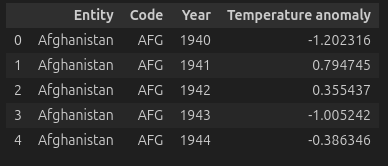 Entity Code Year Temperature anomaly
0 Afghanistan AFG 1940 -1.202316
1 Afghanistan AFG 1941 0.794745
2 Afghanistan AFG 1942 0.355437
3 Afghanistan AFG 1943 -1.005242
4 Afghanistan AFG 1944 -0.386346